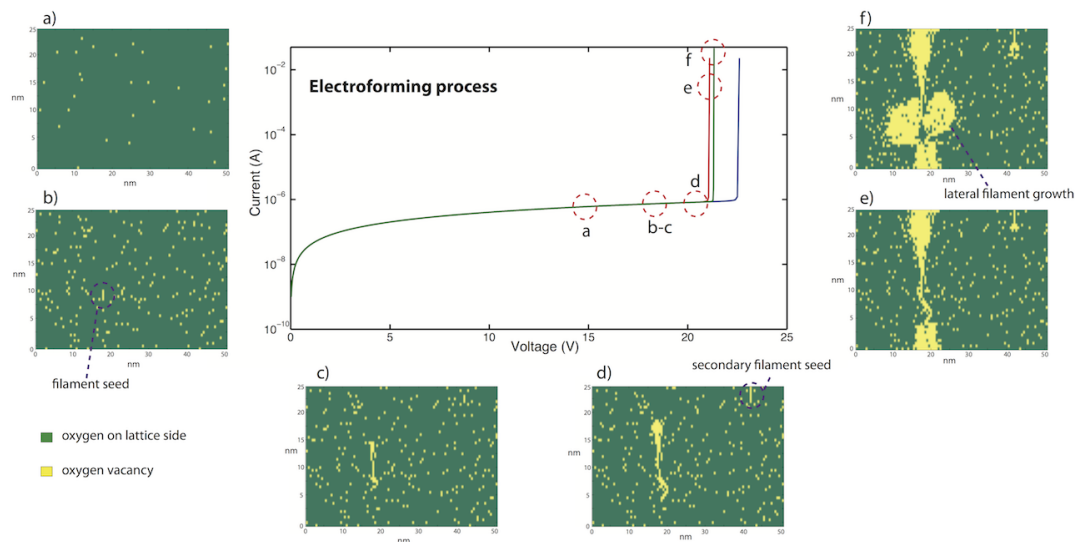 a)
25
20
15
nm
10
5
0
0 10 20 30 40 50
nm
b)
25
20
15
nm
10
5
0
0 10 20 30 40 50
nm
filament seed
oxygen on lattice side
oxygen vacancy
Electroforming process
Current (A)
10⁻²
10⁻⁴
10⁻⁶
10⁻⁸
10⁻¹⁰
0 5 10 15 20 25
Voltage (V)
a
b-c
d
e
f
c)
25
20
15
nm
10
5
0
0 10 20 30 40 50
nm
d)
secondary filament seed
25
20
15
nm
10
5
0
0 10 20 30 40 50
nm
f)
25
20
15
nm
10
5
0
0 10 20 30 40 50
nm
lateral filament growth
e)
25
20
15
nm
10
5
0
0 10 20 30 40 50
nm